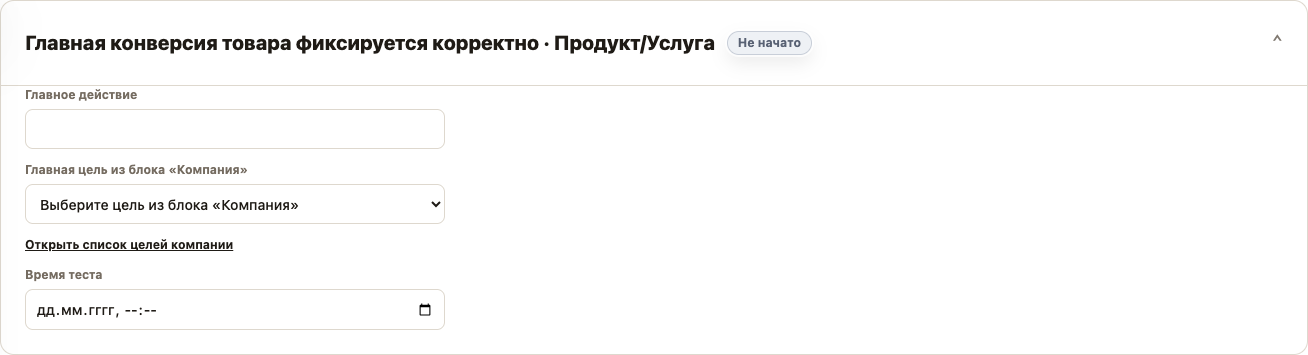 Главная конверсия товара фиксируется корректно · Продукт/Услуга Не начато
Главное действие
Главная цель из блока «Компания»
Выберите цель из блока «Компания»
Открыть список целей компании
Время теста
дд.мм.гггг, --:--